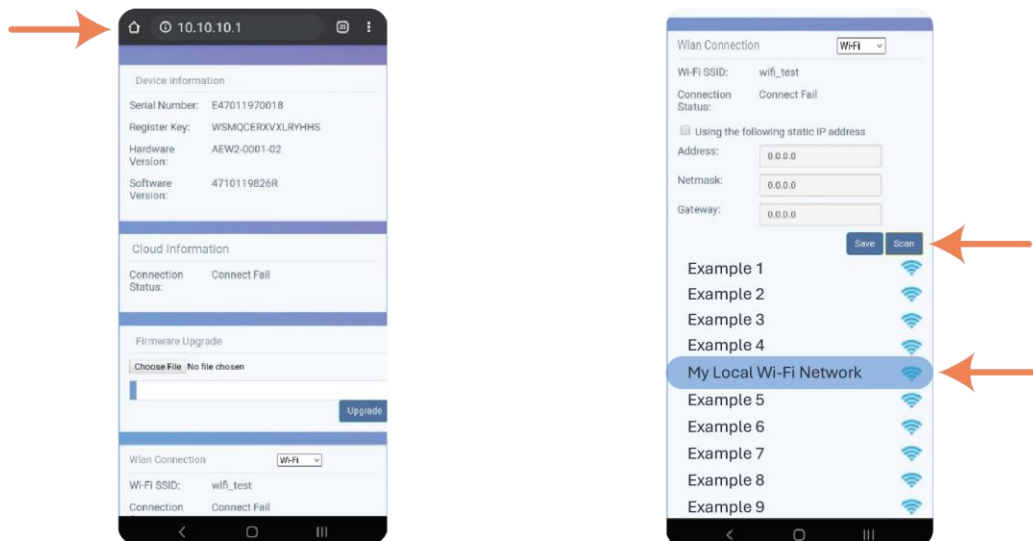 10.10.10.1
Device Information
Serial Number: E47011970018
Register Key: WSMQCERXVXLRYHHS
Hardware Version: AEW2-0001-02
Software Version: 4710119826R
Cloud Information
Connection Status: Connect Fail
Firmware Upgrade
Choose File No file chosen
Upgrade
Wlan Connection Wi-Fi
Wi-Fi SSID: wifi_test
Connection Connect Fail
Wlan Connection Wi-Fi
Wi-Fi SSID: wifi_test
Connection Status: Connect Fail
Using the following static IP address
Address: 0.0.0.0
Netmask: 0.0.0.0
Gateway: 0.0.0.0
Save Scan
Example 1
Example 2
Example 3
Example 4
My Local Wi-Fi Network
Example 5
Example 6
Example 7
Example 8
Example 9